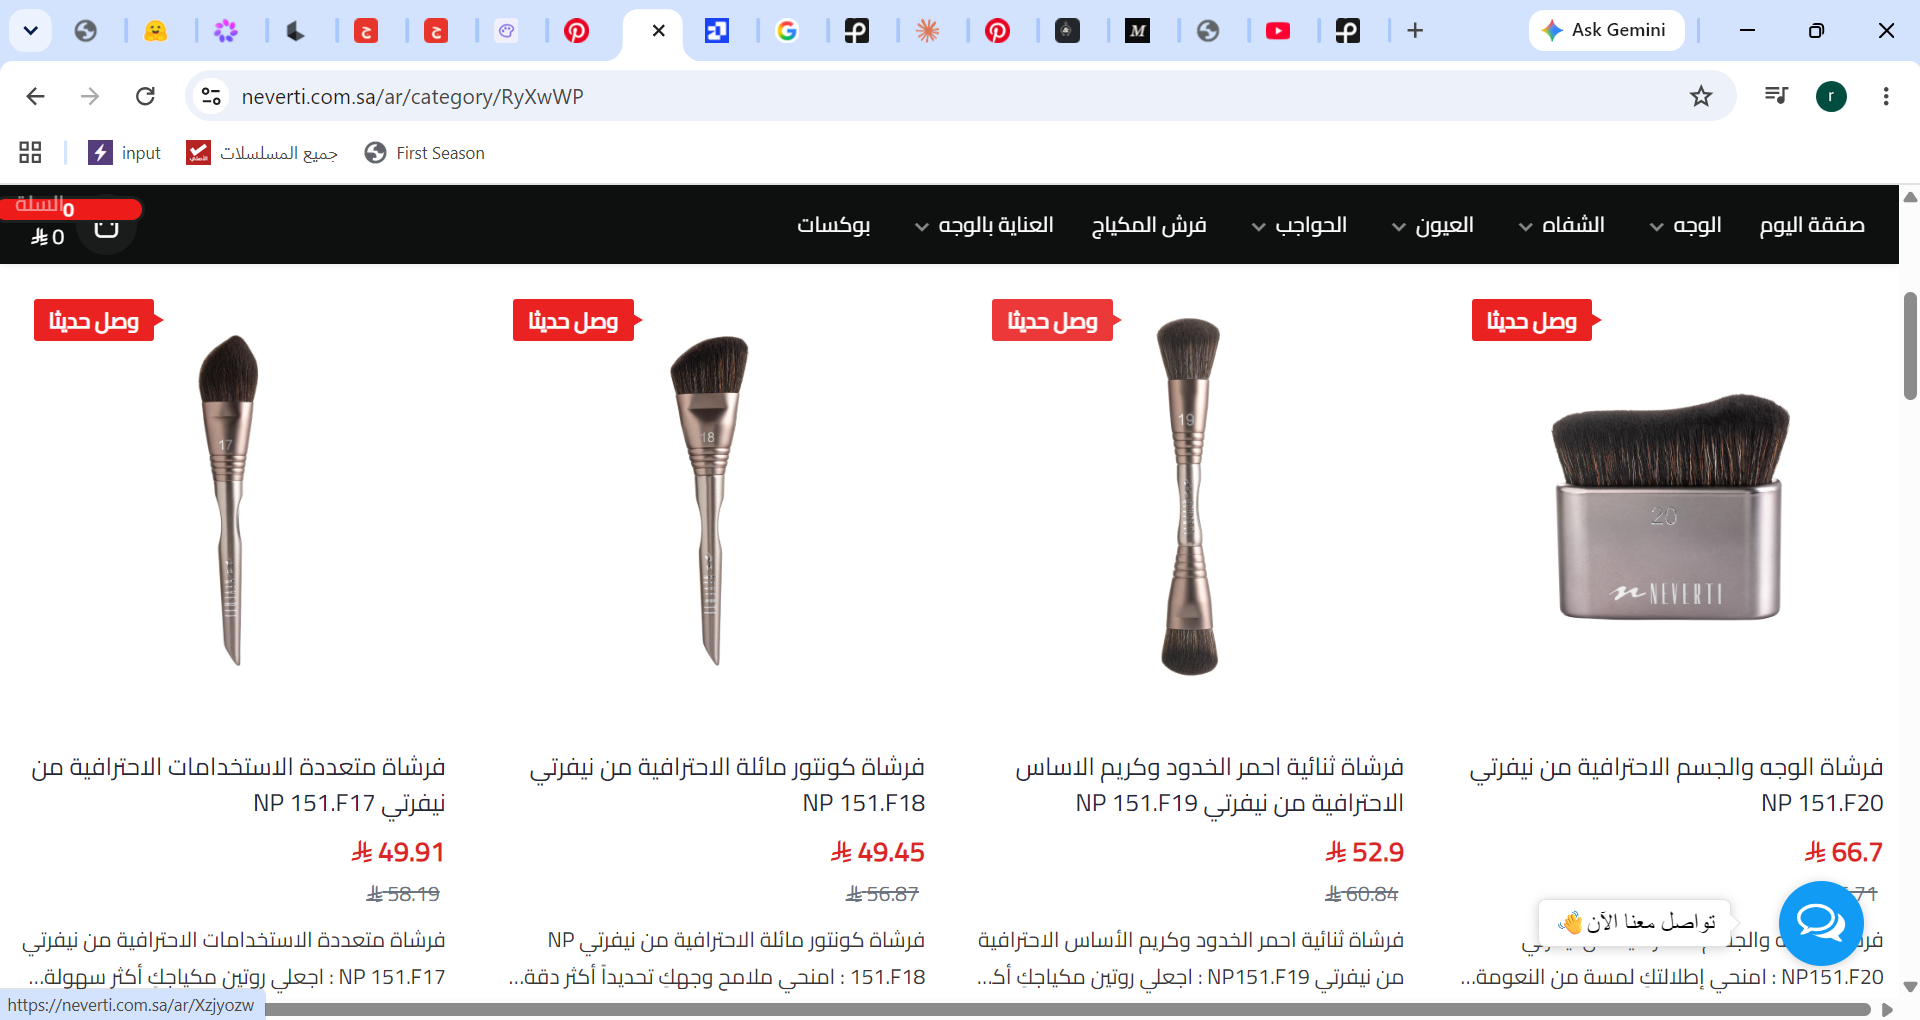 Ask Gemini
neverti.com.sa/ar/category/RyXwWP
r
input
جميع المسلسلات
First Season
صفقة اليوم
الوجه
الشفاه
العيون
الحواجب
فرش المكياج
العناية بالوجه
بوكسات
السلة
0
0
وصل حديثا
20
NEVERTI
فرشاة الوجه والجسم الاحترافية من نيفرتي
NP 151.F20
66.7
NP151.F20 : امنحي إطلالتكِ لمسة من النعومة...
وصل حديثا
19
فرشاة ثنائية احمر الخدود وكريم الاساس
الاحترافية من نيفرتي NP 151.F19
52.9
60.84
فرشاة ثنائية احمر الخدود وكريم الأساس الاحترافية
من نيفرتي NP151.F19 : اجعلي روتين مكياجكِ أكـ...
وصل حديثا
18
فرشاة كونتور مائلة الاحترافية من نيفرتي
NP 151.F18
49.45
56.87
فرشاة كونتور مائلة الاحترافية من نيفرتي NP
151.F18 : امنحي ملامح وجهكِ تحديداً أكثر دقة...
وصل حديثا
17
فرشاة متعددة الاستخدامات الاحترافية من
نيفرتي NP 151.F17
49.91
58.19
فرشاة متعددة الاستخدامات الاحترافية من نيفرتي
NP 151.F17 : اجعلي روتين مكياجكِ أكثر سهولة...
تواصل معنا الآن 👋
https://neverti.com.sa/ar/Xzjyozw